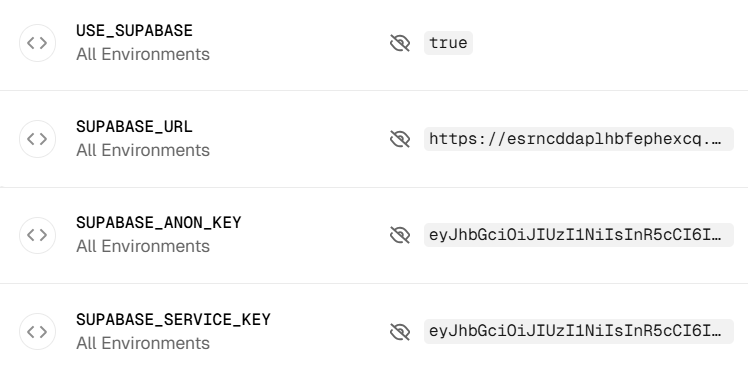 USE_SUPABASE
All Environments
true
SUPABASE_URL
All Environments
https://esrncddaplhbfephexcq.…
SUPABASE_ANON_KEY
All Environments
eyJhbGciOiJIUzI1NiIsInR5cCI6I…
SUPABASE_SERVICE_KEY
All Environments
eyJhbGciOiJIUzI1NiIsInR5cCI6I…